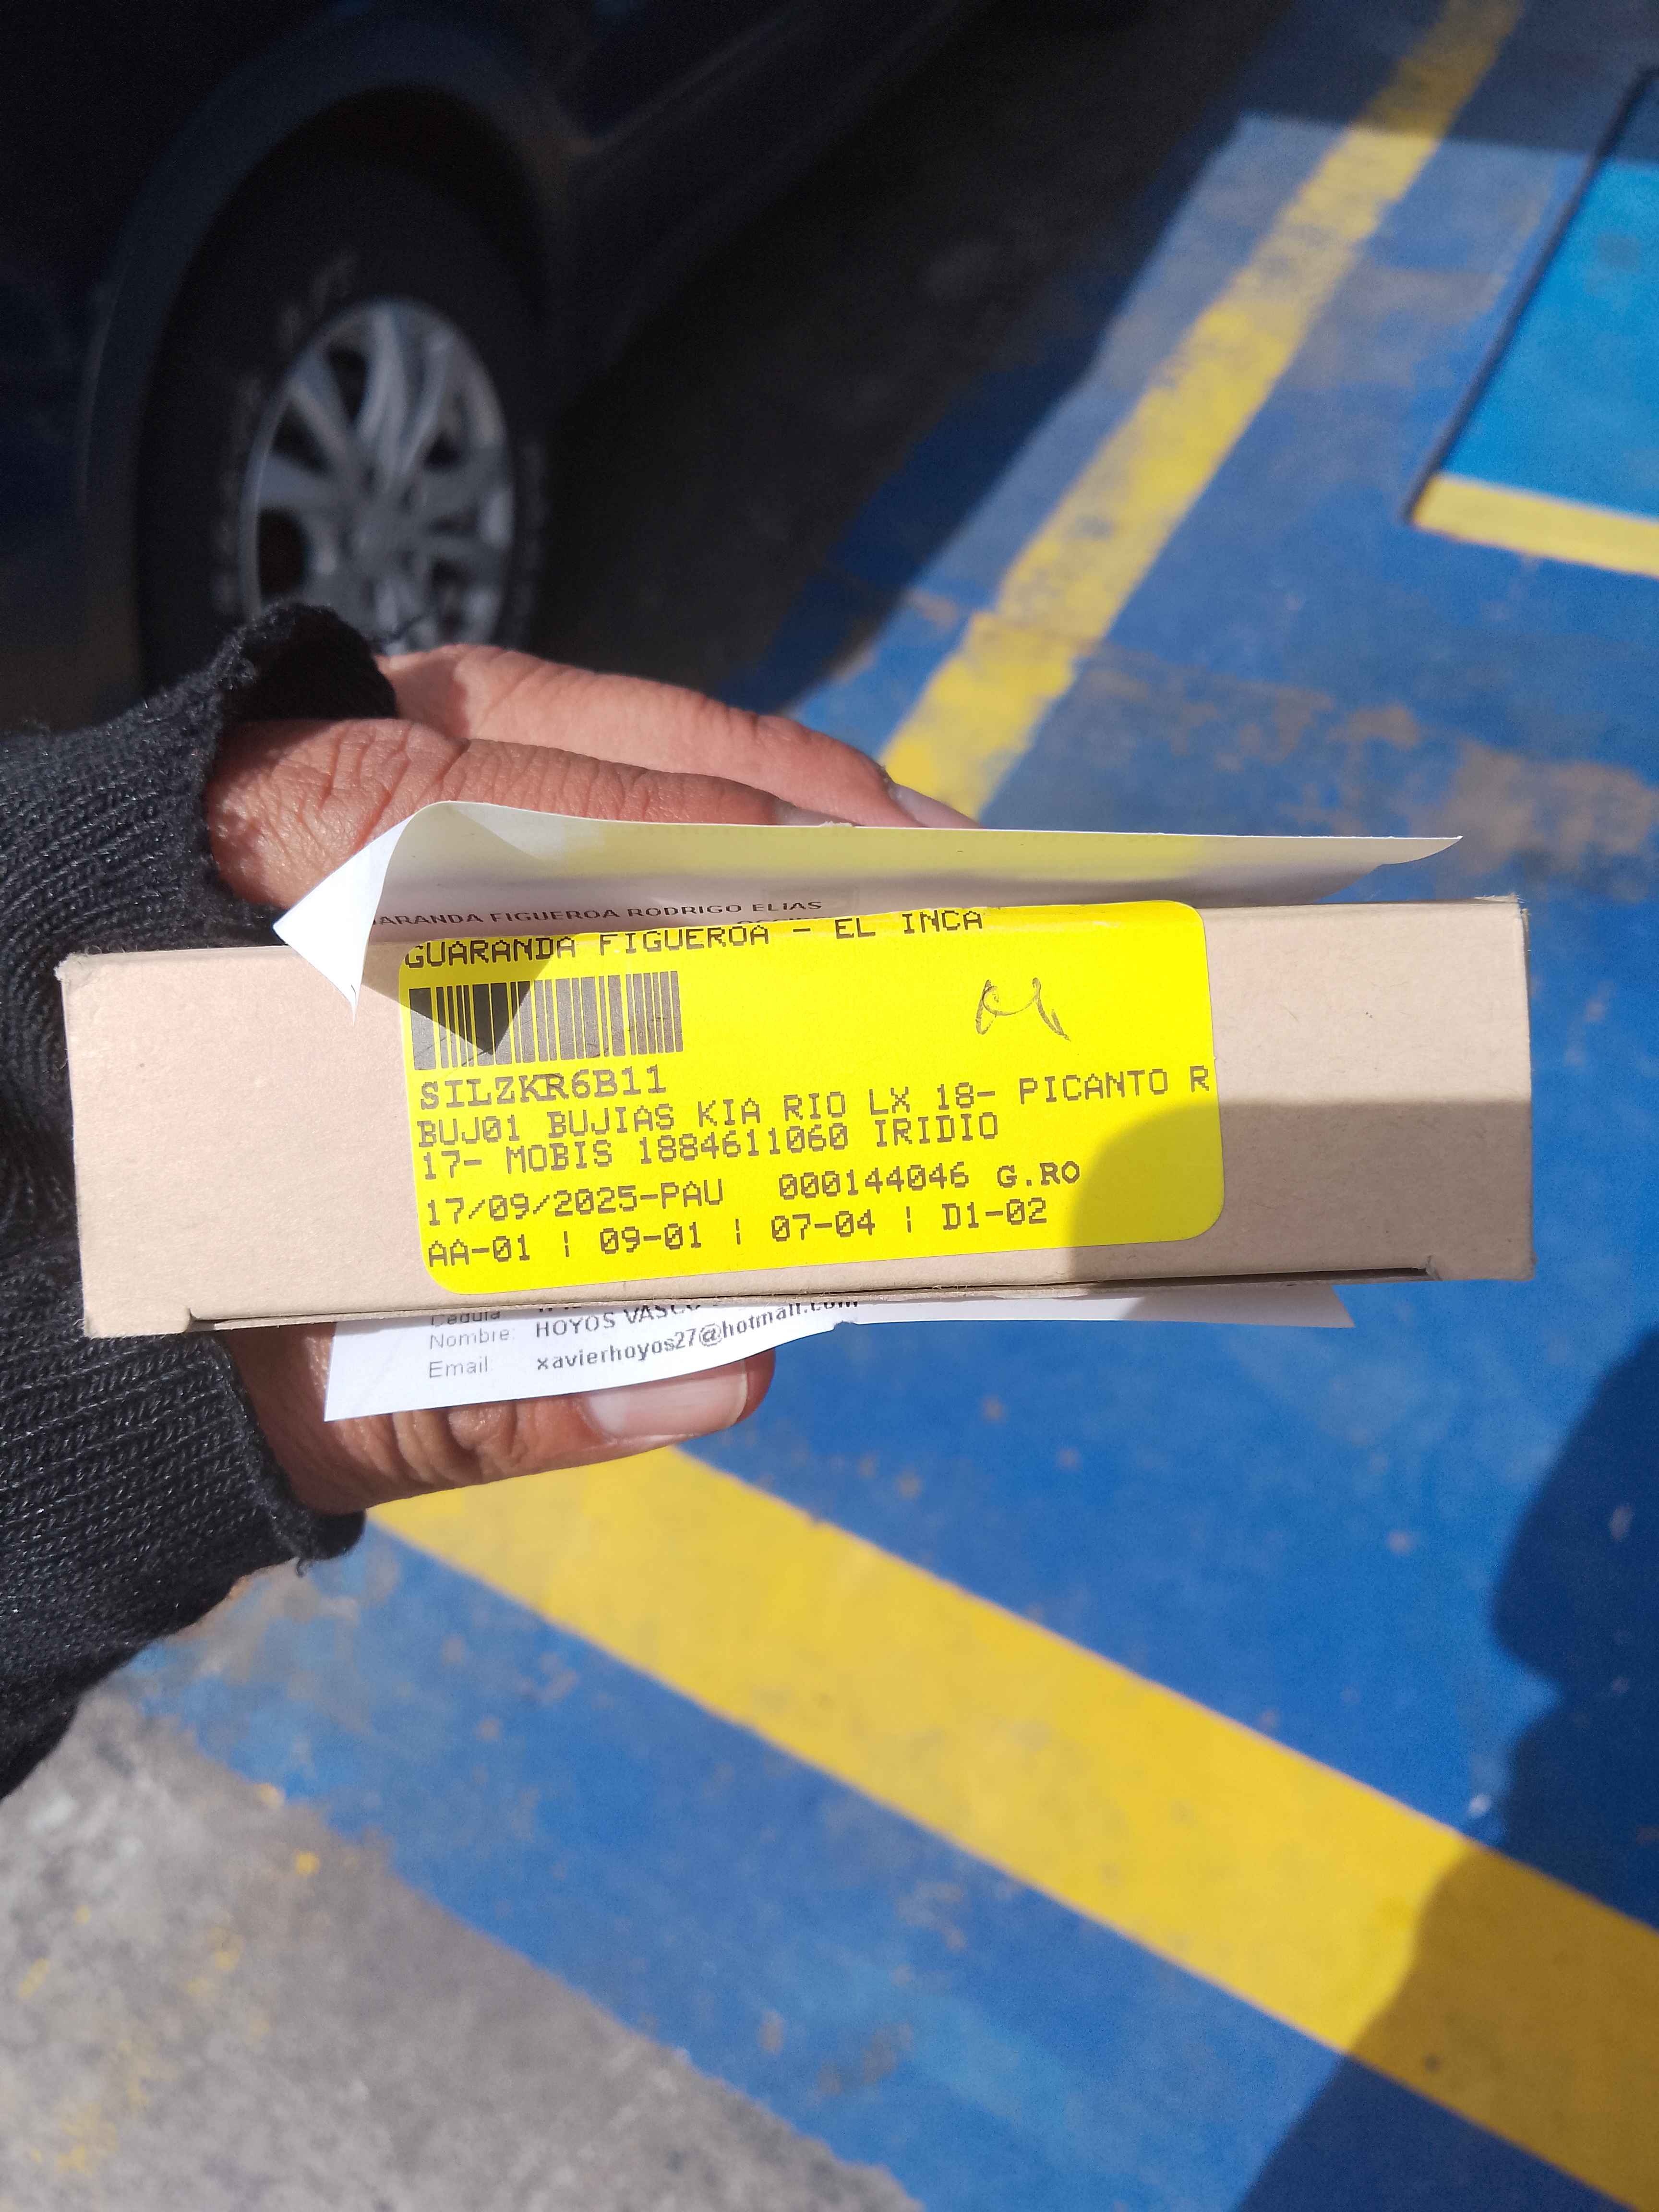 ARANDA FIGUEROA RODRIGO ELIAS
GUARANDA FIGUEROA - EL INCA
SILZKR6B11
BUJ01 BUJIAS KIA RIO LX 18- PICANTO R
17- MOBIS 1884611060 IRIDIO
17/09/2025-PAU 000144046 G.RO
AA-01 ¦ 09-01 ¦ 07-04 ¦ D1-02
Cedula
Nombre: HOYOS VASCO
Email: xavierhoyos27@hotmail.com